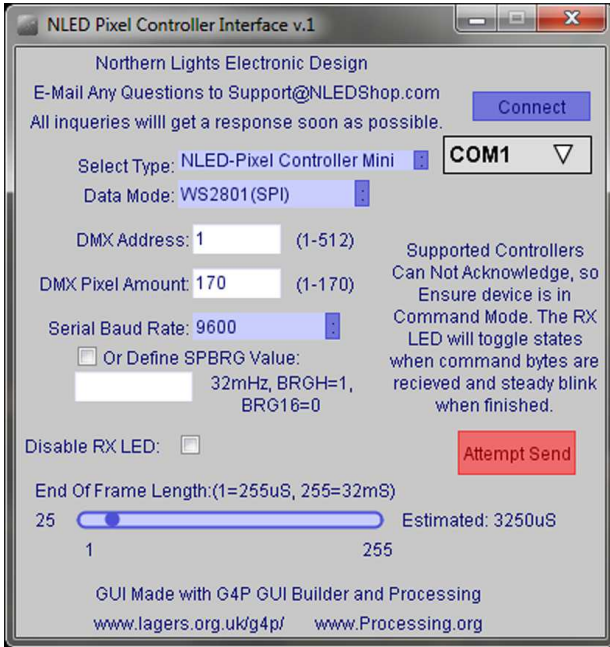 NLED Pixel Controller Interface v.1
Northern Lights Electronic Design
E-Mail Any Questions to Support@NLEDShop.com
All inqueries willl get a response soon as possible.
Connect
COM1
Select Type: NLED-Pixel Controller Mini
Data Mode: WS2801(SPI)
DMX Address: 1 (1-512)
DMX Pixel Amount: 170 (1-170)
Serial Baud Rate: 9600
Or Define SPBRG Value:
32mHz, BRGH=1,
BRG16=0
Supported Controllers
Can Not Acknowledge, so
Ensure device is in
Command Mode. The RX
LED will toggle states
when command bytes are
recieved and steady blink
when finished.
Disable RX LED:
Attempt Send
End Of Frame Length:(1=255uS, 255=32mS)
25 Estimated: 3250uS
1 255
GUI Made with G4P GUI Builder and Processing
www.lagers.org.uk/g4p/ www.Processing.org